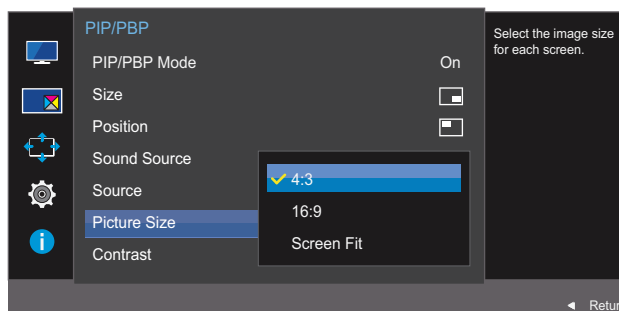 PIP/PBP
PIP/PBP Mode On
Size
Position
Sound Source
Source
Picture Size
Contrast
4:3
16:9
Screen Fit
Select the image size
for each screen.
Retur